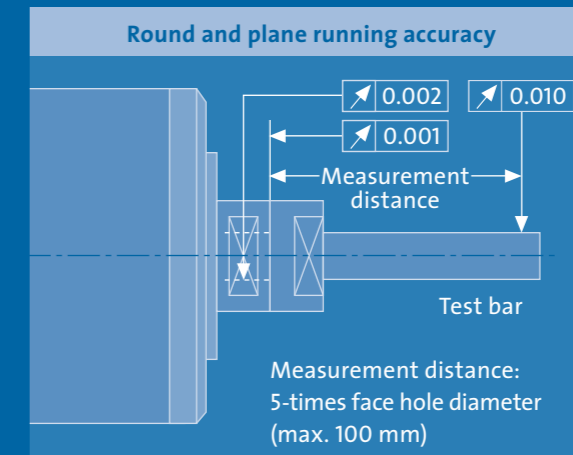 Round and plane running accuracy
0.002
0.010
0.001
Measurement
distance
Test bar
Measurement distance:
5-times face hole diameter
(max. 100 mm)